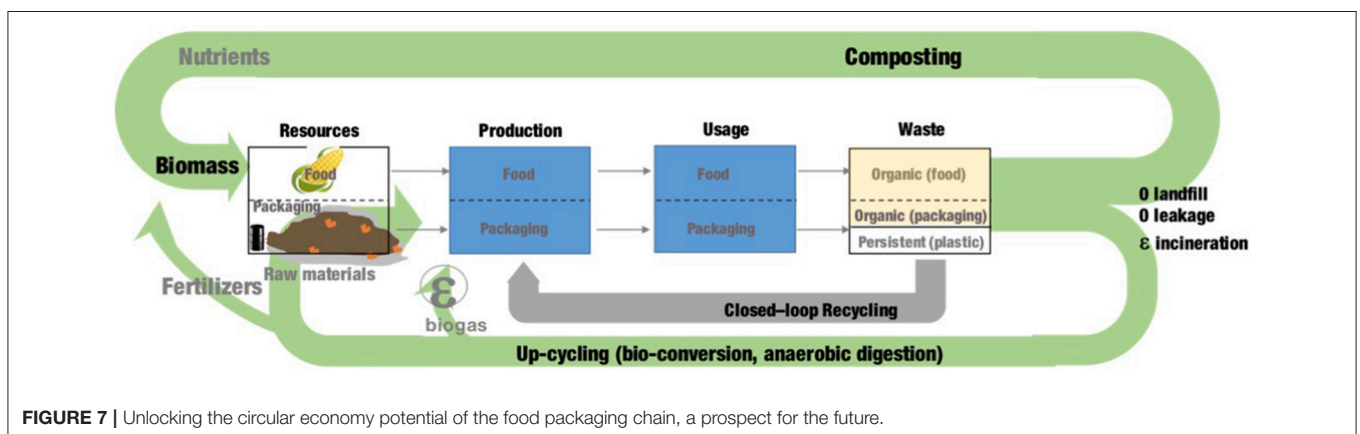 Nutrients
Composting
Resources
Production
Usage
Waste
Biomass
Food
Food
Food
Organic (food)
Packaging
Packaging
Packaging
Organic (packaging)
Persistent (plastic)
0 landfill
0 leakage
ε incineration
Raw materials
Fertilizers
ε
biogas
Closed–loop Recycling
Up-cycling (bio-conversion, anaerobic digestion)
FIGURE 7 | Unlocking the circular economy potential of the food packaging chain, a prospect for the future.